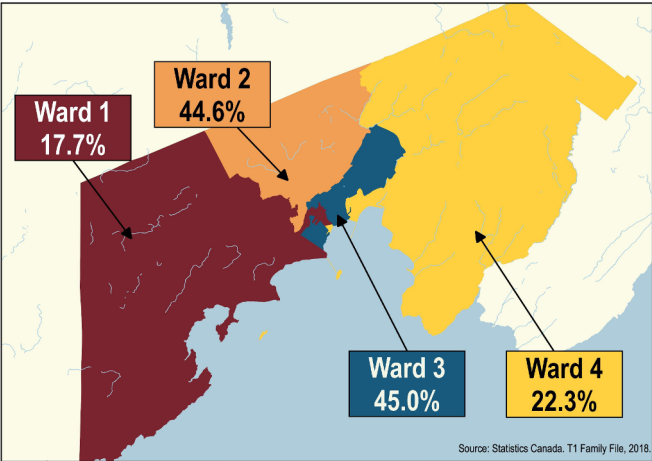 Ward 1
17.7%
Ward 2
44.6%
Ward 3
45.0%
Ward 4
22.3%
Source: Statistics Canada. T1 Family File, 2018.